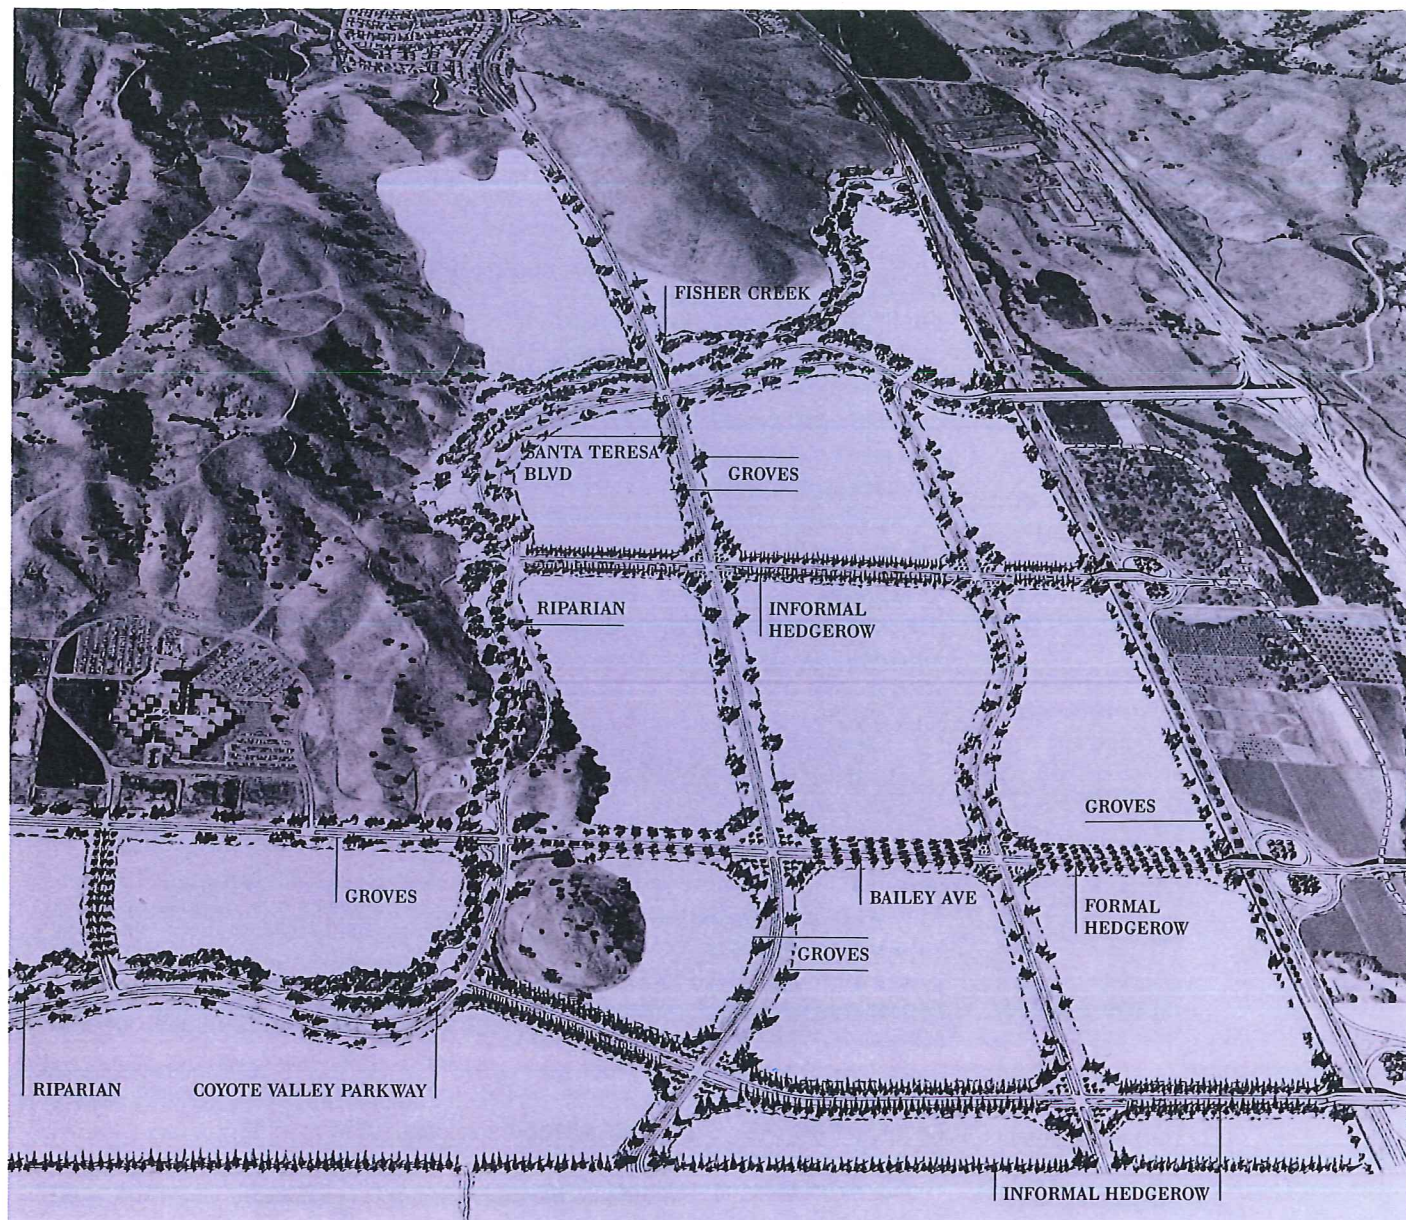 FISHER CREEK
SANTA TERESA
BLVD
GROVES
RIPARIAN
INFORMAL
HEDGEROW
GROVES
GROVES
BAILEY AVE
FORMAL
HEDGEROW
GROVES
RIPARIAN
COYOTE VALLEY PARKWAY
INFORMAL HEDGEROW